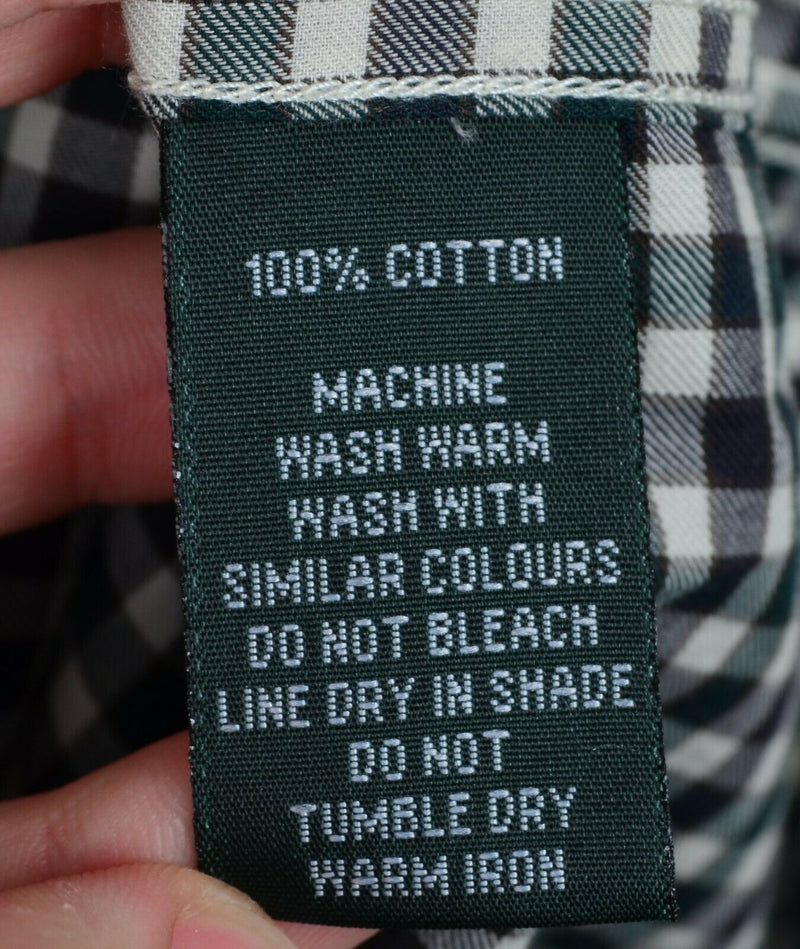 100% COTTON
MACHINE
WASH WARM
WASH WITH
SIMILAR COLOURS
DO NOT BLEACH
LINE DRY IN SHADE
DO NOT
TUMBLE DRY
WARM IRON